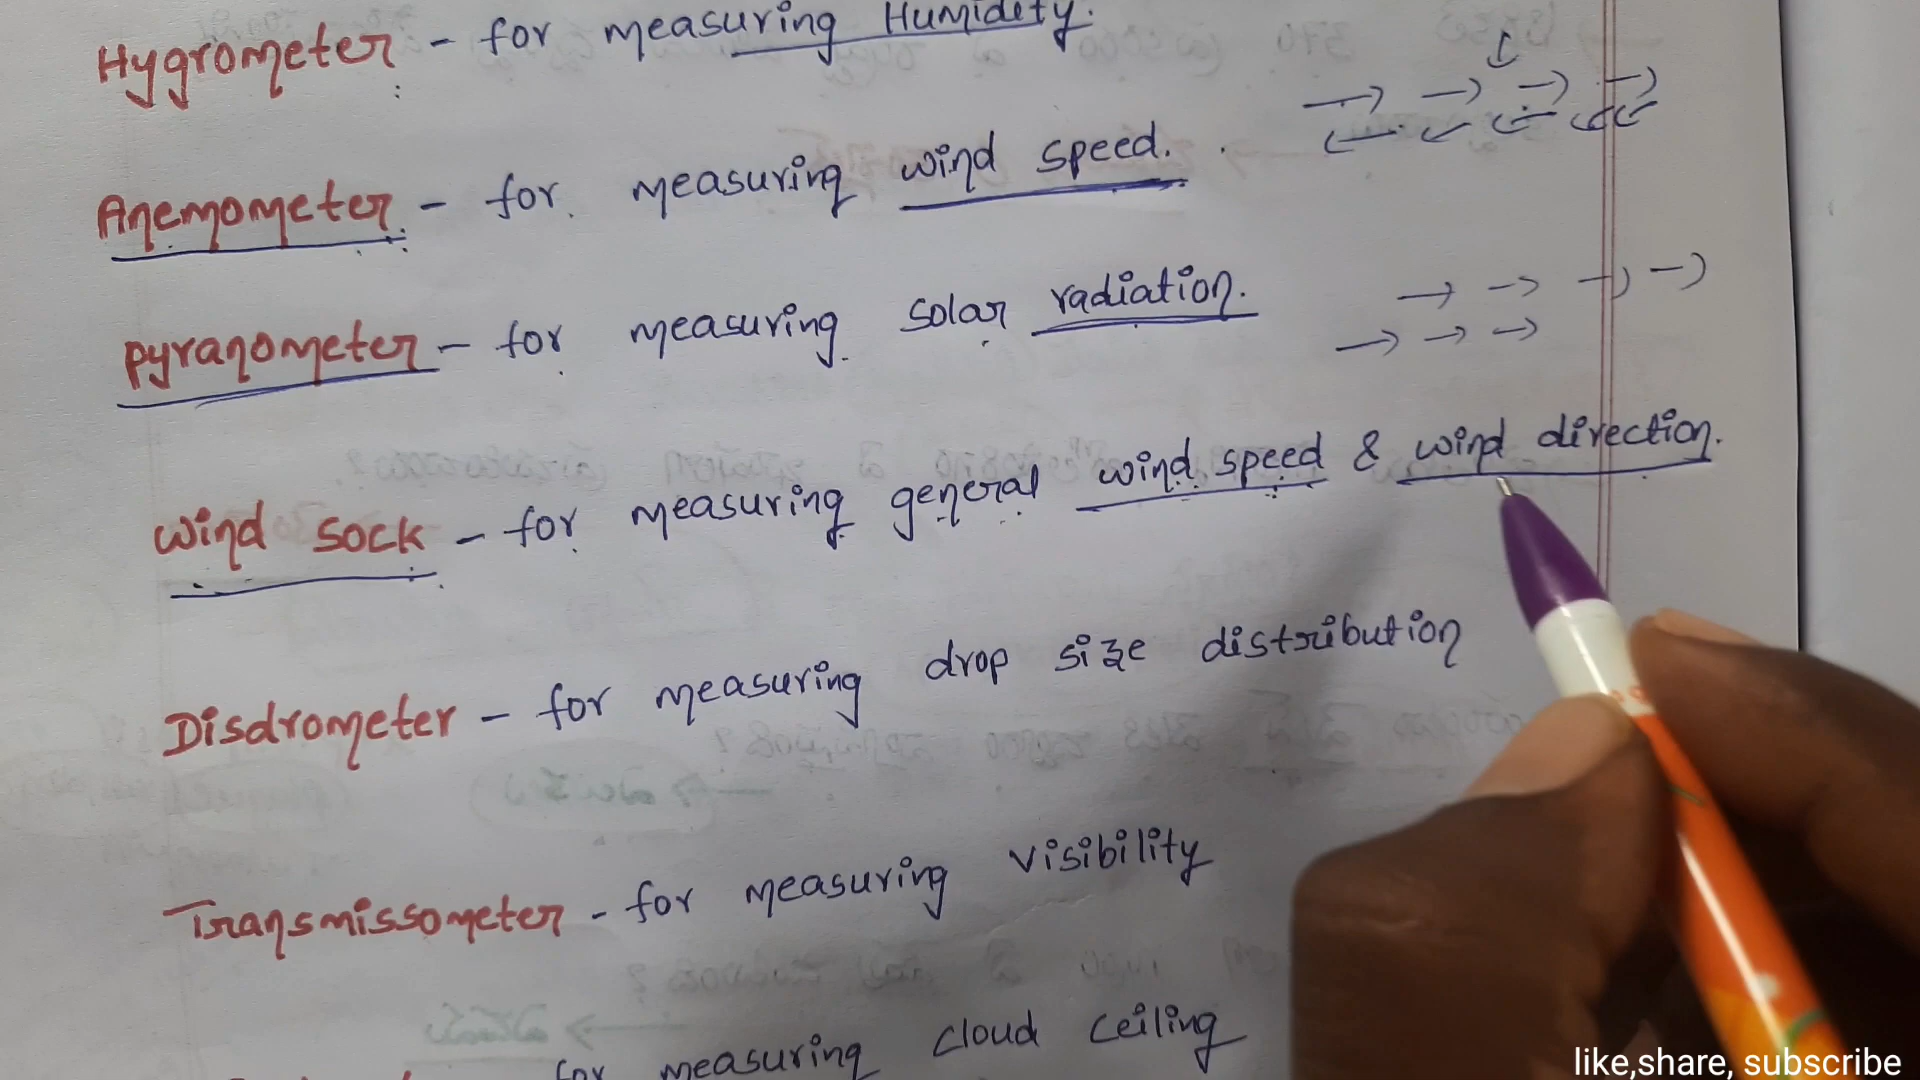 Hygrometer - for measuring Humidity.
Anemometer - for measuring wind speed.
pyranometer - for measuring solar radiation.
wind sock - for measuring general wind speed & wind direction.
Disdrometer - for measuring drop size distribution
Transmissometer - for measuring visibility
for measuring cloud ceiling
like,share, subscribe